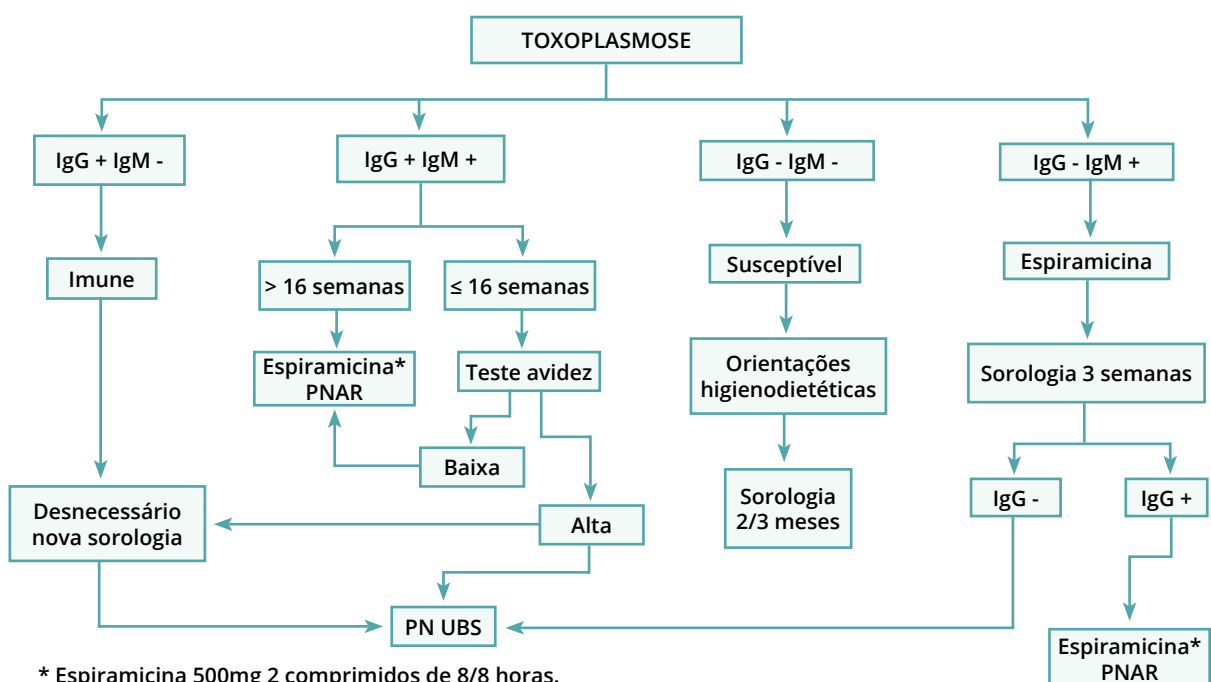 TOXOPLASMOSE
IgG + IgM -
IgG + IgM +
IgG - IgM -
IgG - IgM +
Imune
> 16 semanas
≤ 16 semanas
Susceptível
Espiramicina
Espiramicina*
PNAR
Teste avidez
Orientações
higienodietéticas
Sorologia 3 semanas
Baixa
Desnecessário
nova sorologia
Alta
Sorologia
2/3 meses
IgG -
IgG +
PN UBS
Espiramicina*
PNAR
* Espiramicina 500mg 2 comprimidos de 8/8 horas.